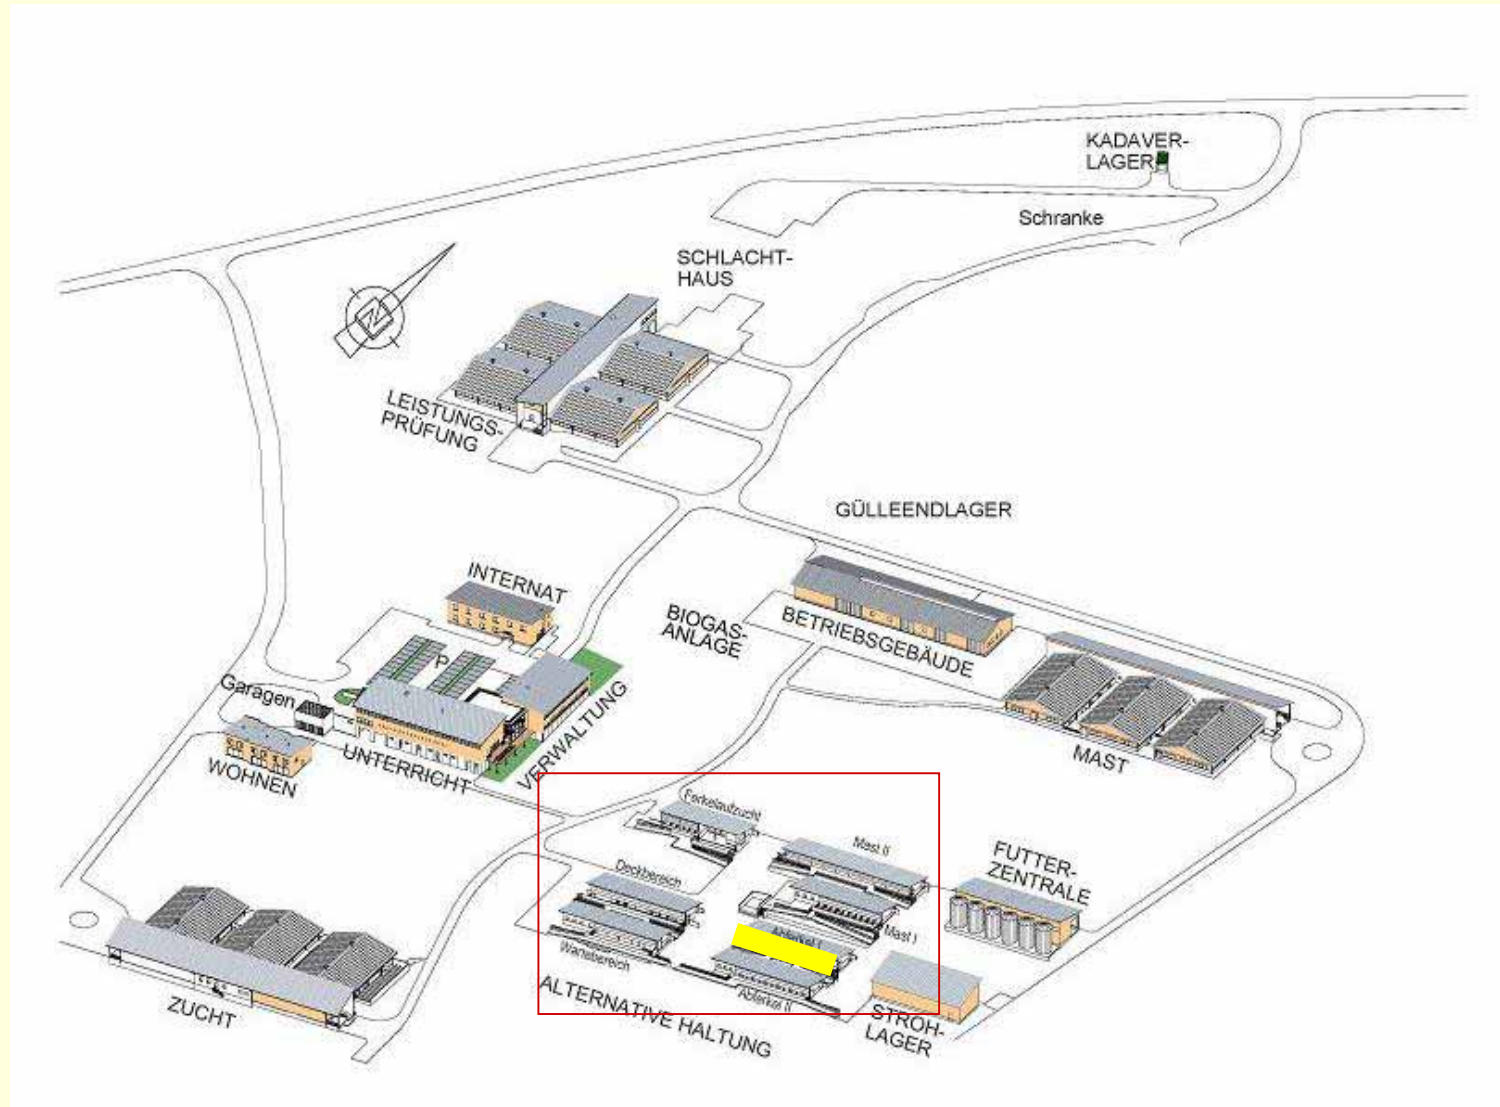 KADAVER-
LAGER
Schranke
SCHLACHT-
HAUS
LEISTUNGS-
PRÜFUNG
GÜLLEENDLAGER
INTERNAT
BIOGAS-
ANLAGE
BETRIEBSGEBÄUDE
P
Garagen
VERWALTUNG
UNTERRICHT
WOHNEN
MAST
Ferkelaufzucht
Mast II
FUTTER-
ZENTRALE
Deckbereich
Mast I
Abferkel I
Wartebereich
Abferkel II
ALTERNATIVE HALTUNG
STROH-
LAGER
ZUCHT